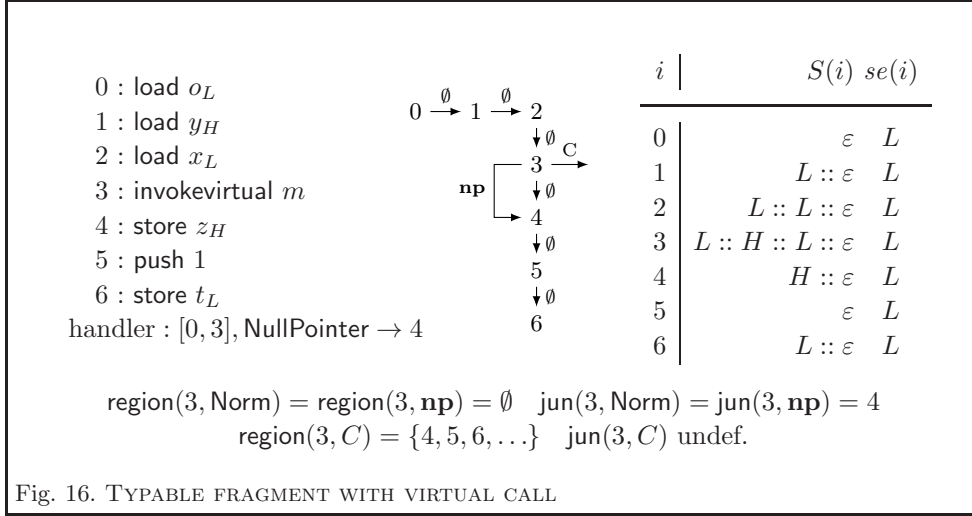 0 : load o_L
1 : load y_H
2 : load x_L
3 : invokevirtual m
4 : store z_H
5 : push 1
6 : store t_L
handler : [0, 3], NullPointer → 4
0 ∅ 1 ∅ 2
∅
3 C
np ∅
4
∅
5
∅
6
i S(i) se(i)
0 ε L
1 L :: ε L
2 L :: L :: ε L
3 L :: H :: L :: ε L
4 H :: ε L
5 ε L
6 L :: ε L
region(3, Norm) = region(3, np) = ∅ jun(3, Norm) = jun(3, np) = 4
region(3, C) = {4, 5, 6, . . .} jun(3, C) undef.
Fig. 16. Typable fragment with virtual call